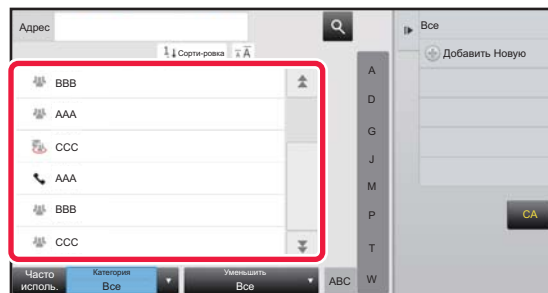 Адрес
Все
1↓Сорти-ровка
A
BBB
AAA
CCC
AAA
BBB
CCC
A
D
G
J
M
P
T
W
Добавить Новую
CA
Часто исполь.
Категория
Все
Уменьшить
Все
ABC